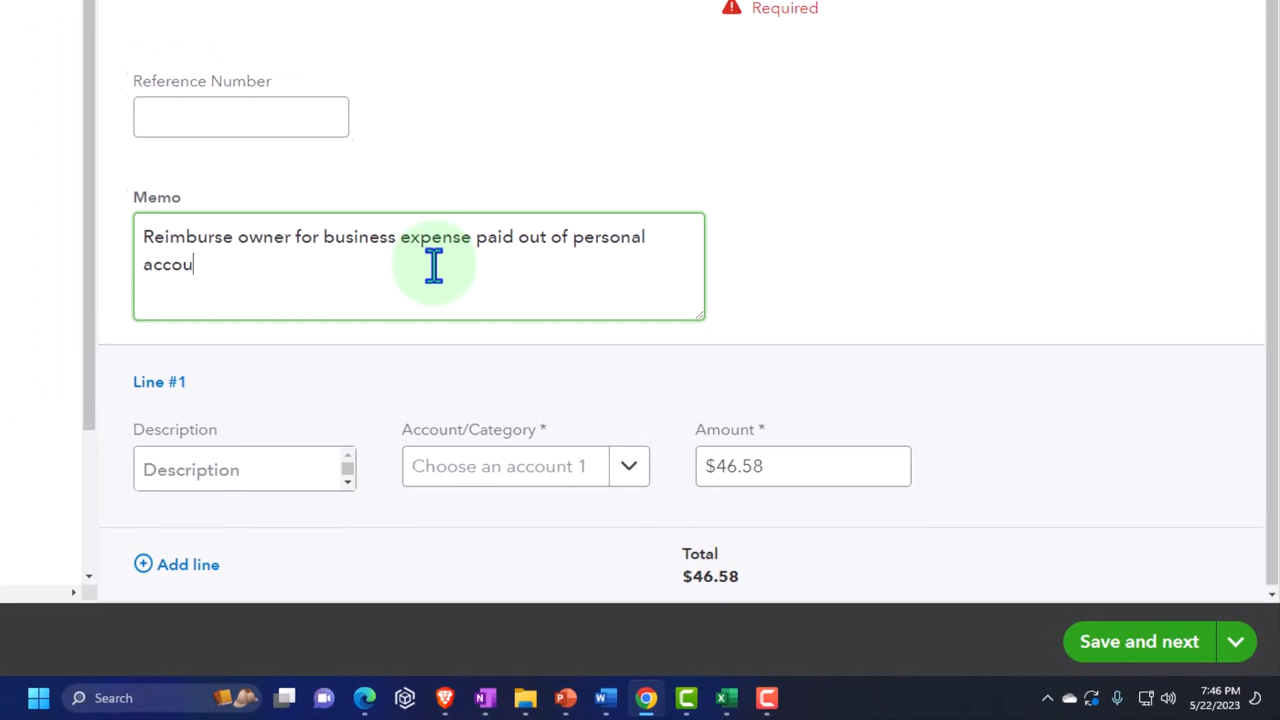 Required
Reference Number
Memo
Reimburse owner for business expense paid out of personal
accou
Line #1
Description
Account/Category *
Amount *
Description
Choose an account 1
$46.58
Add line
Total
$46.58
Save and next
Search
7:46 PM
5/22/2023